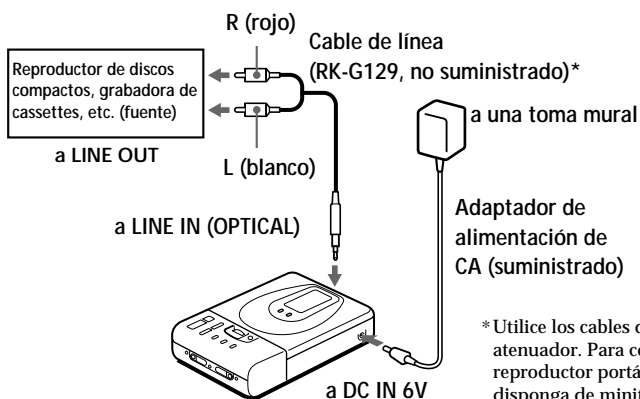 R (rojo)
Cable de línea
(RK-G129, no suministrado)*
Reproductor de discos
compactos, grabadora de
cassettes, etc. (fuente)
a LINE OUT
L (blanco)
a una toma mural
a LINE IN (OPTICAL)
Adaptador de
alimentación de
CA (suministrado)
a DC IN 6V
*Utilice los cables
atenuador. Para
reproductor
disponga de